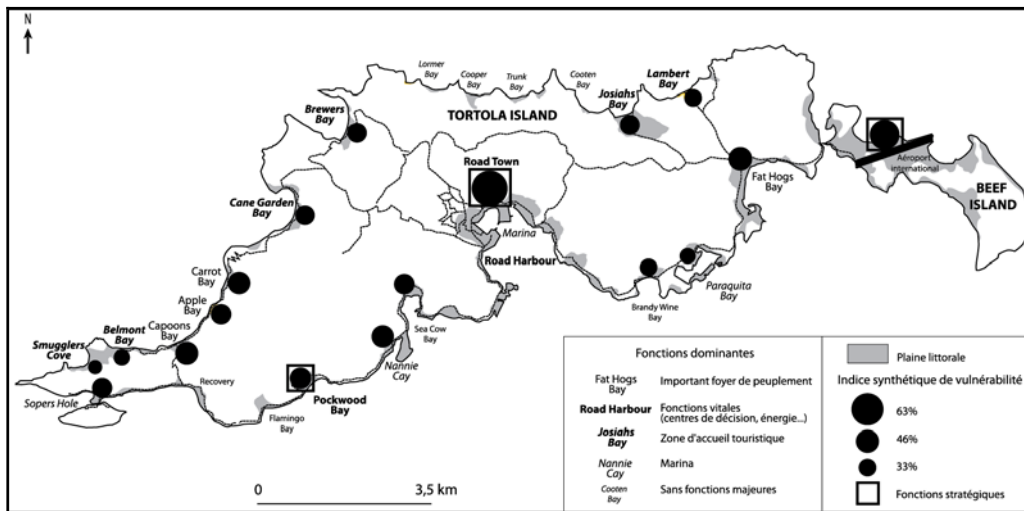 N
Lormer
Bay
Cooper
Bay
Trunk
Bay
Cooten
Bay
Lambert
Bay
Josiahs
Bay
Brewers
Bay
TORTOLA ISLAND
Road Town
Aéroport
international
Fat Hogs
Bay
BEEF
ISLAND
Cane Garden
Bay
Marina
Road Harbour
Carrot
Bay
Apple
Bay
Paraquita
Bay
Brandy Wine
Bay
Capoons
Bay
Belmont
Bay
Smugglers
Cove
Sea Cow
Bay
Nannie
Cay
Recovery
Sopers Hole
Pockwood
Bay
Flamingo
Bay
0
3,5 km
Fonctions dominantes
Fat Hogs
Bay
Important foyer de peuplement
Road Harbour
Fonctions vitales
(centres de décision, énergie...)
Josiahs
Bay
Zone d'accueil touristique
Nannie
Cay
Marina
Cooten
Bay
Sans fonctions majeures
Plaine littorale
Indice synthétique de vulnérabilité
63%
46%
33%
Fonctions stratégiques